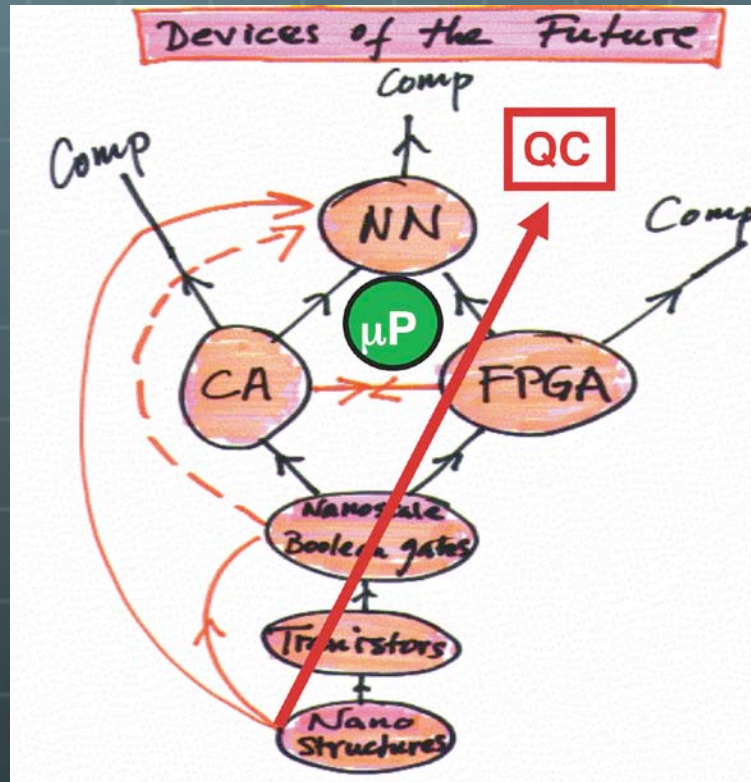 Devices of the Future
Comp
QC
Comp
NN
Comp
μP
CA
FPGA
Nanoscale
Boolean gates
Transistors
Nano
Structures